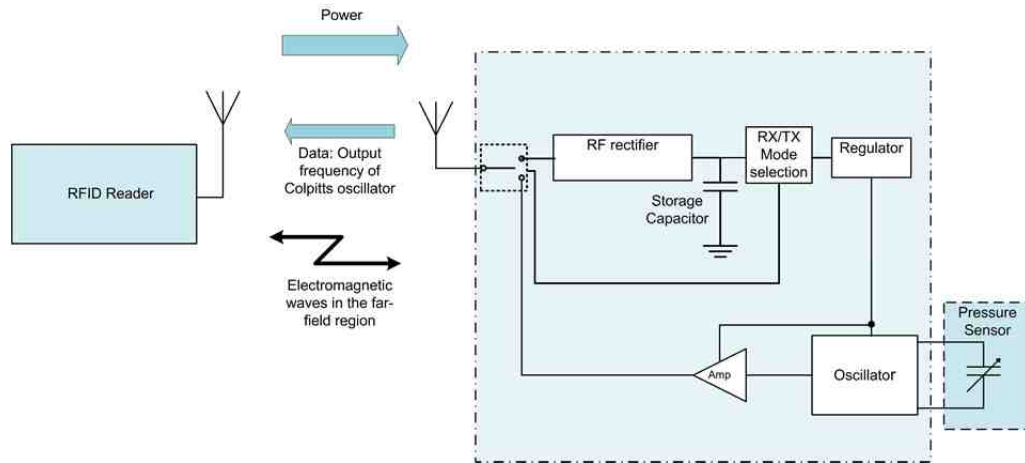 Power
RFID Reader
Data: Output
frequency of
Colpitts oscillator
Electromagnetic
waves in the far-
field region
RF rectifier
RX/TX
Mode
selection
Regulator
Storage
Capacitor
Amp
Oscillator
Pressure
Sensor